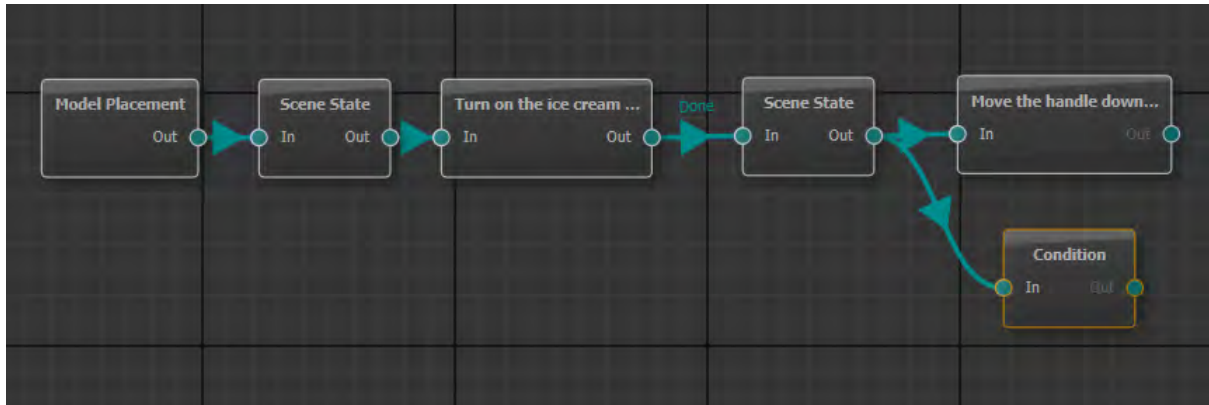 Model Placement
Out
Scene State
In Out
Turn on the ice cream ...
In Out
Done
Scene State
In Out
Move the handle down...
In Out
Condition
In Out